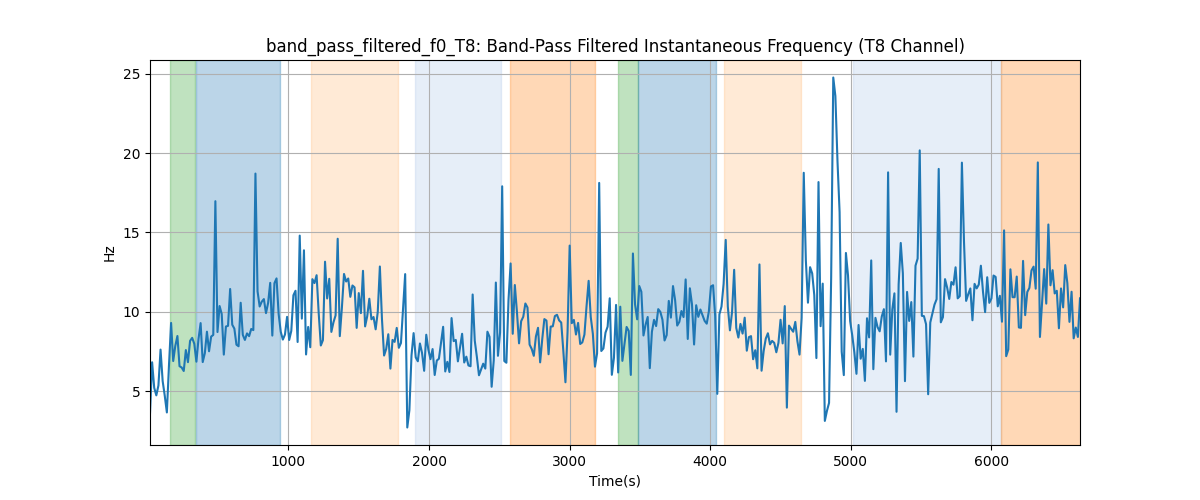 band_pass_filtered_f0_T8: Band-Pass Filtered Instantaneous Frequency (T8 Channel)
25
20
15
10
5
Hz
1000 2000 3000 4000 5000 6000
Time(s)